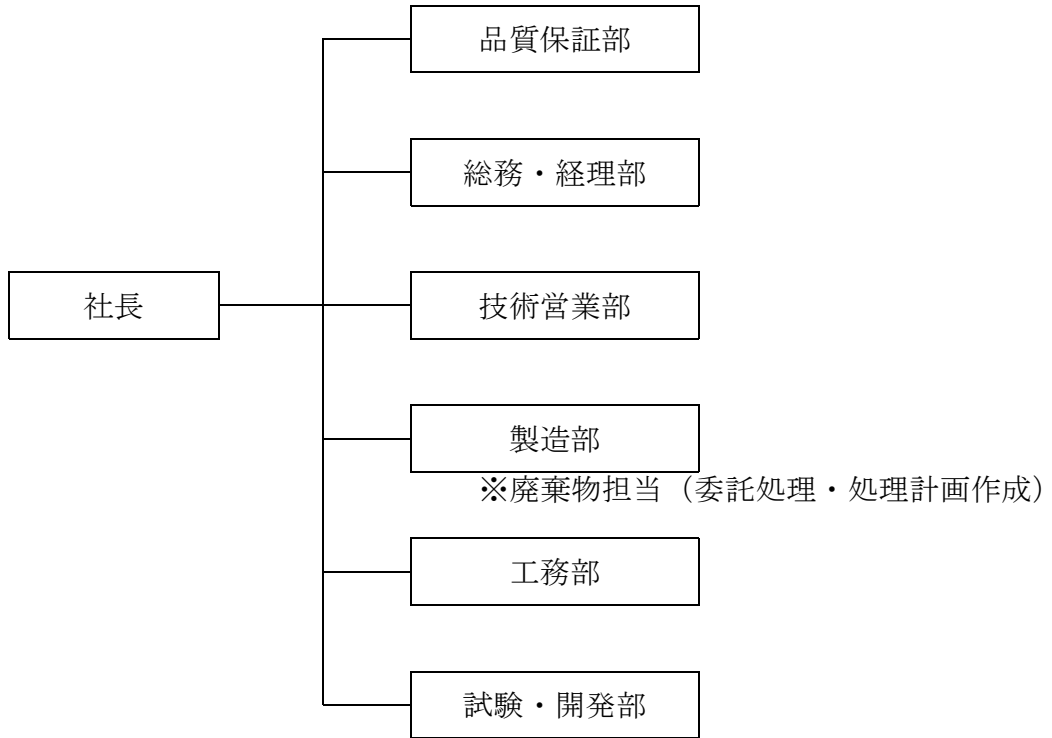 品質保証部
総務・経理部
社長
技術営業部
製造部
※廃棄物担当（委託処理・処理計画作成）
工務部
試験・開発部